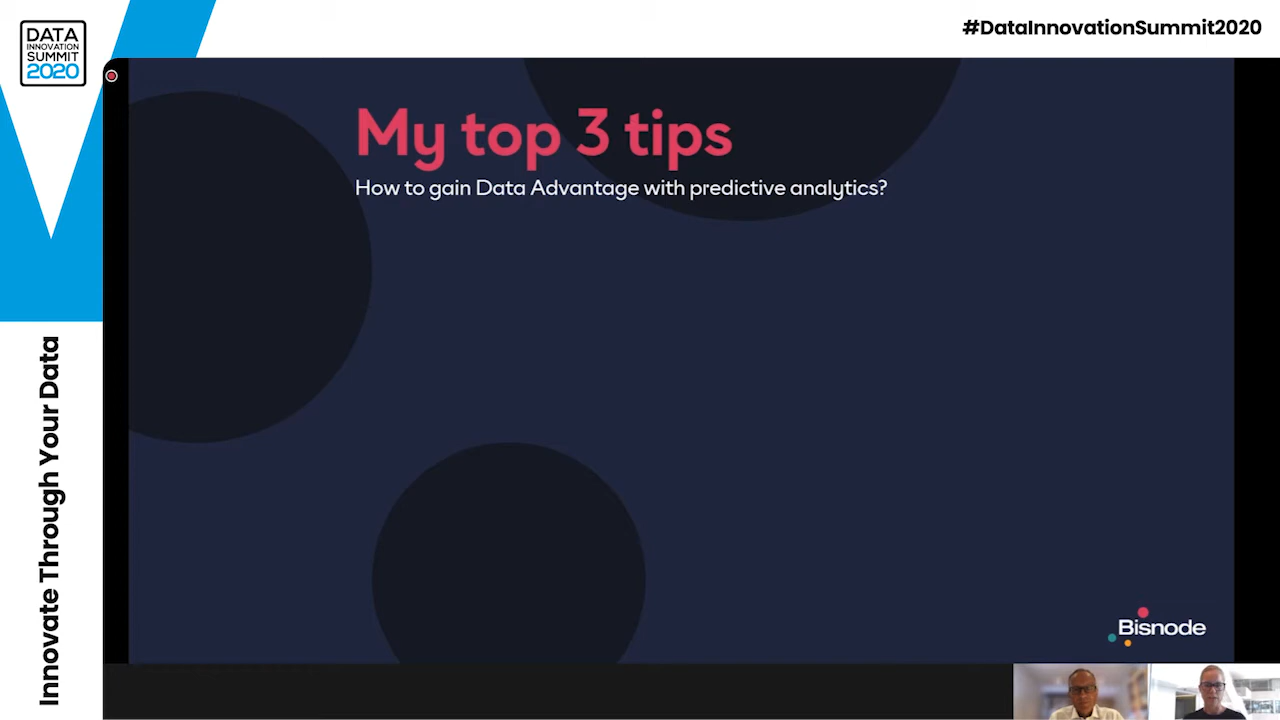 DATA
INNOVATION
SUMMIT
2020
#DataInnovationSummit2020
My top 3 tips
How to gain Data Advantage with predictive analytics?
Innovate Through Your Data
Bisnode